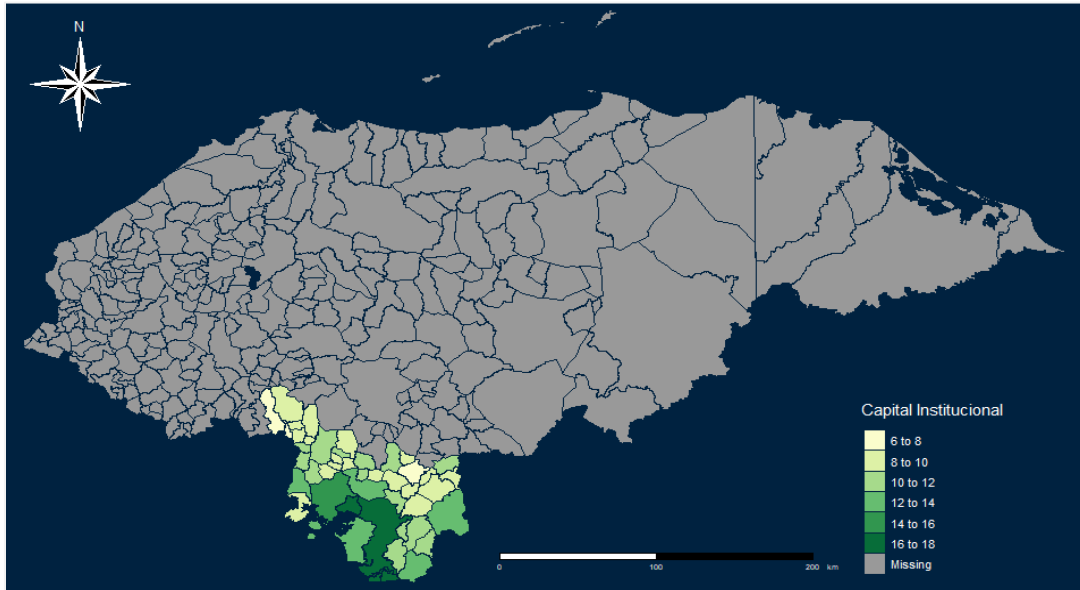 N
Capital Institucional
6 to 8
8 to 10
10 to 12
12 to 14
14 to 16
16 to 18
Missing
0 100 200 km